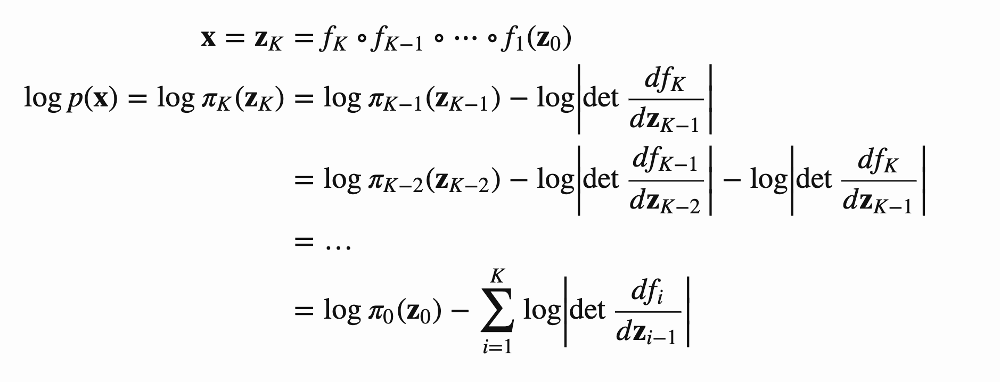 𝐱 = 𝐳_K = f_K ∘ f_{K−1} ∘ ⋯ ∘ f_1(𝐳_0)
log p(𝐱) = log π_K(𝐳_K) = log π_{K−1}(𝐳_{K−1}) − log|det df_K/d𝐳_{K−1}|
= log π_{K−2}(𝐳_{K−2}) − log|det df_{K−1}/d𝐳_{K−2}| − log|det df_K/d𝐳_{K−1}|
= …
= log π_0(𝐳_0) − ∑_{i=1}^{K} log|det df_i/d𝐳_{i−1}|